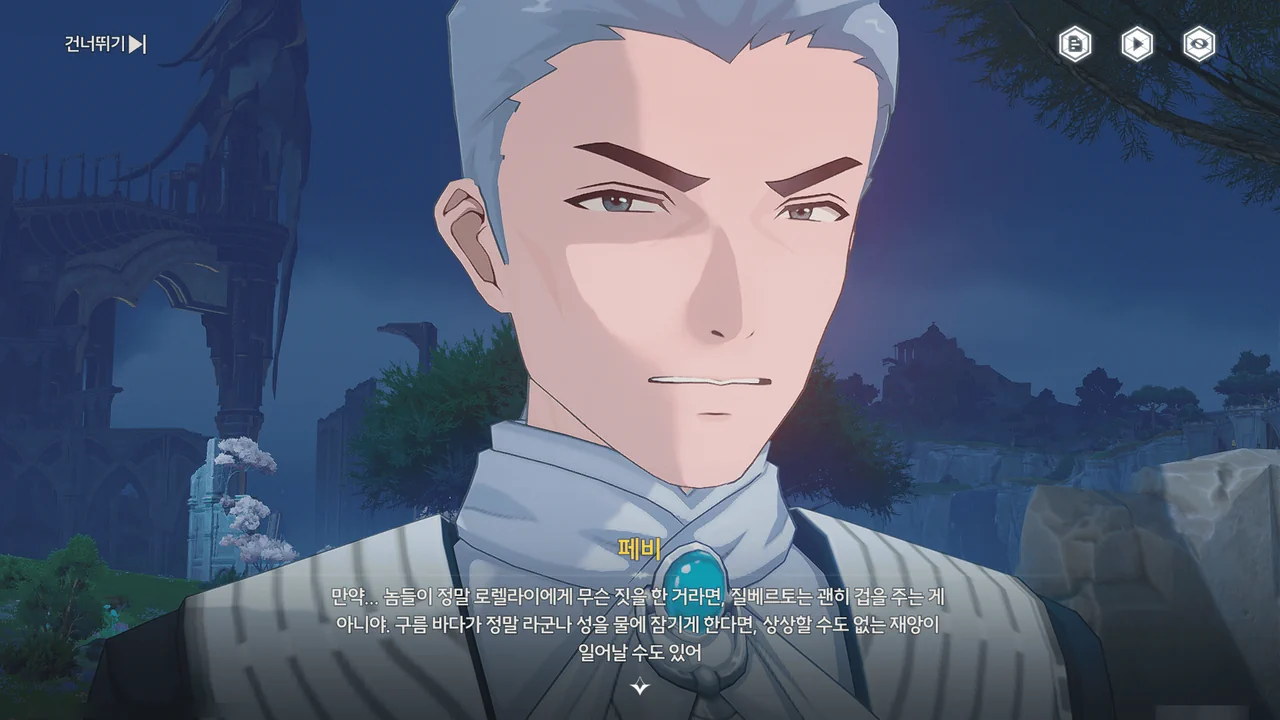 건너뛰기
페비
만약... 놈들이 정말 로렐라이에게 무슨 짓을 한 거라면, 질베르토는 괜히 겁을 주는 게
아니야. 구름 바다가 정말 라군나 성을 물에 잠기게 한다면, 상상할 수도 없는 재앙이
일어날 수도 있어